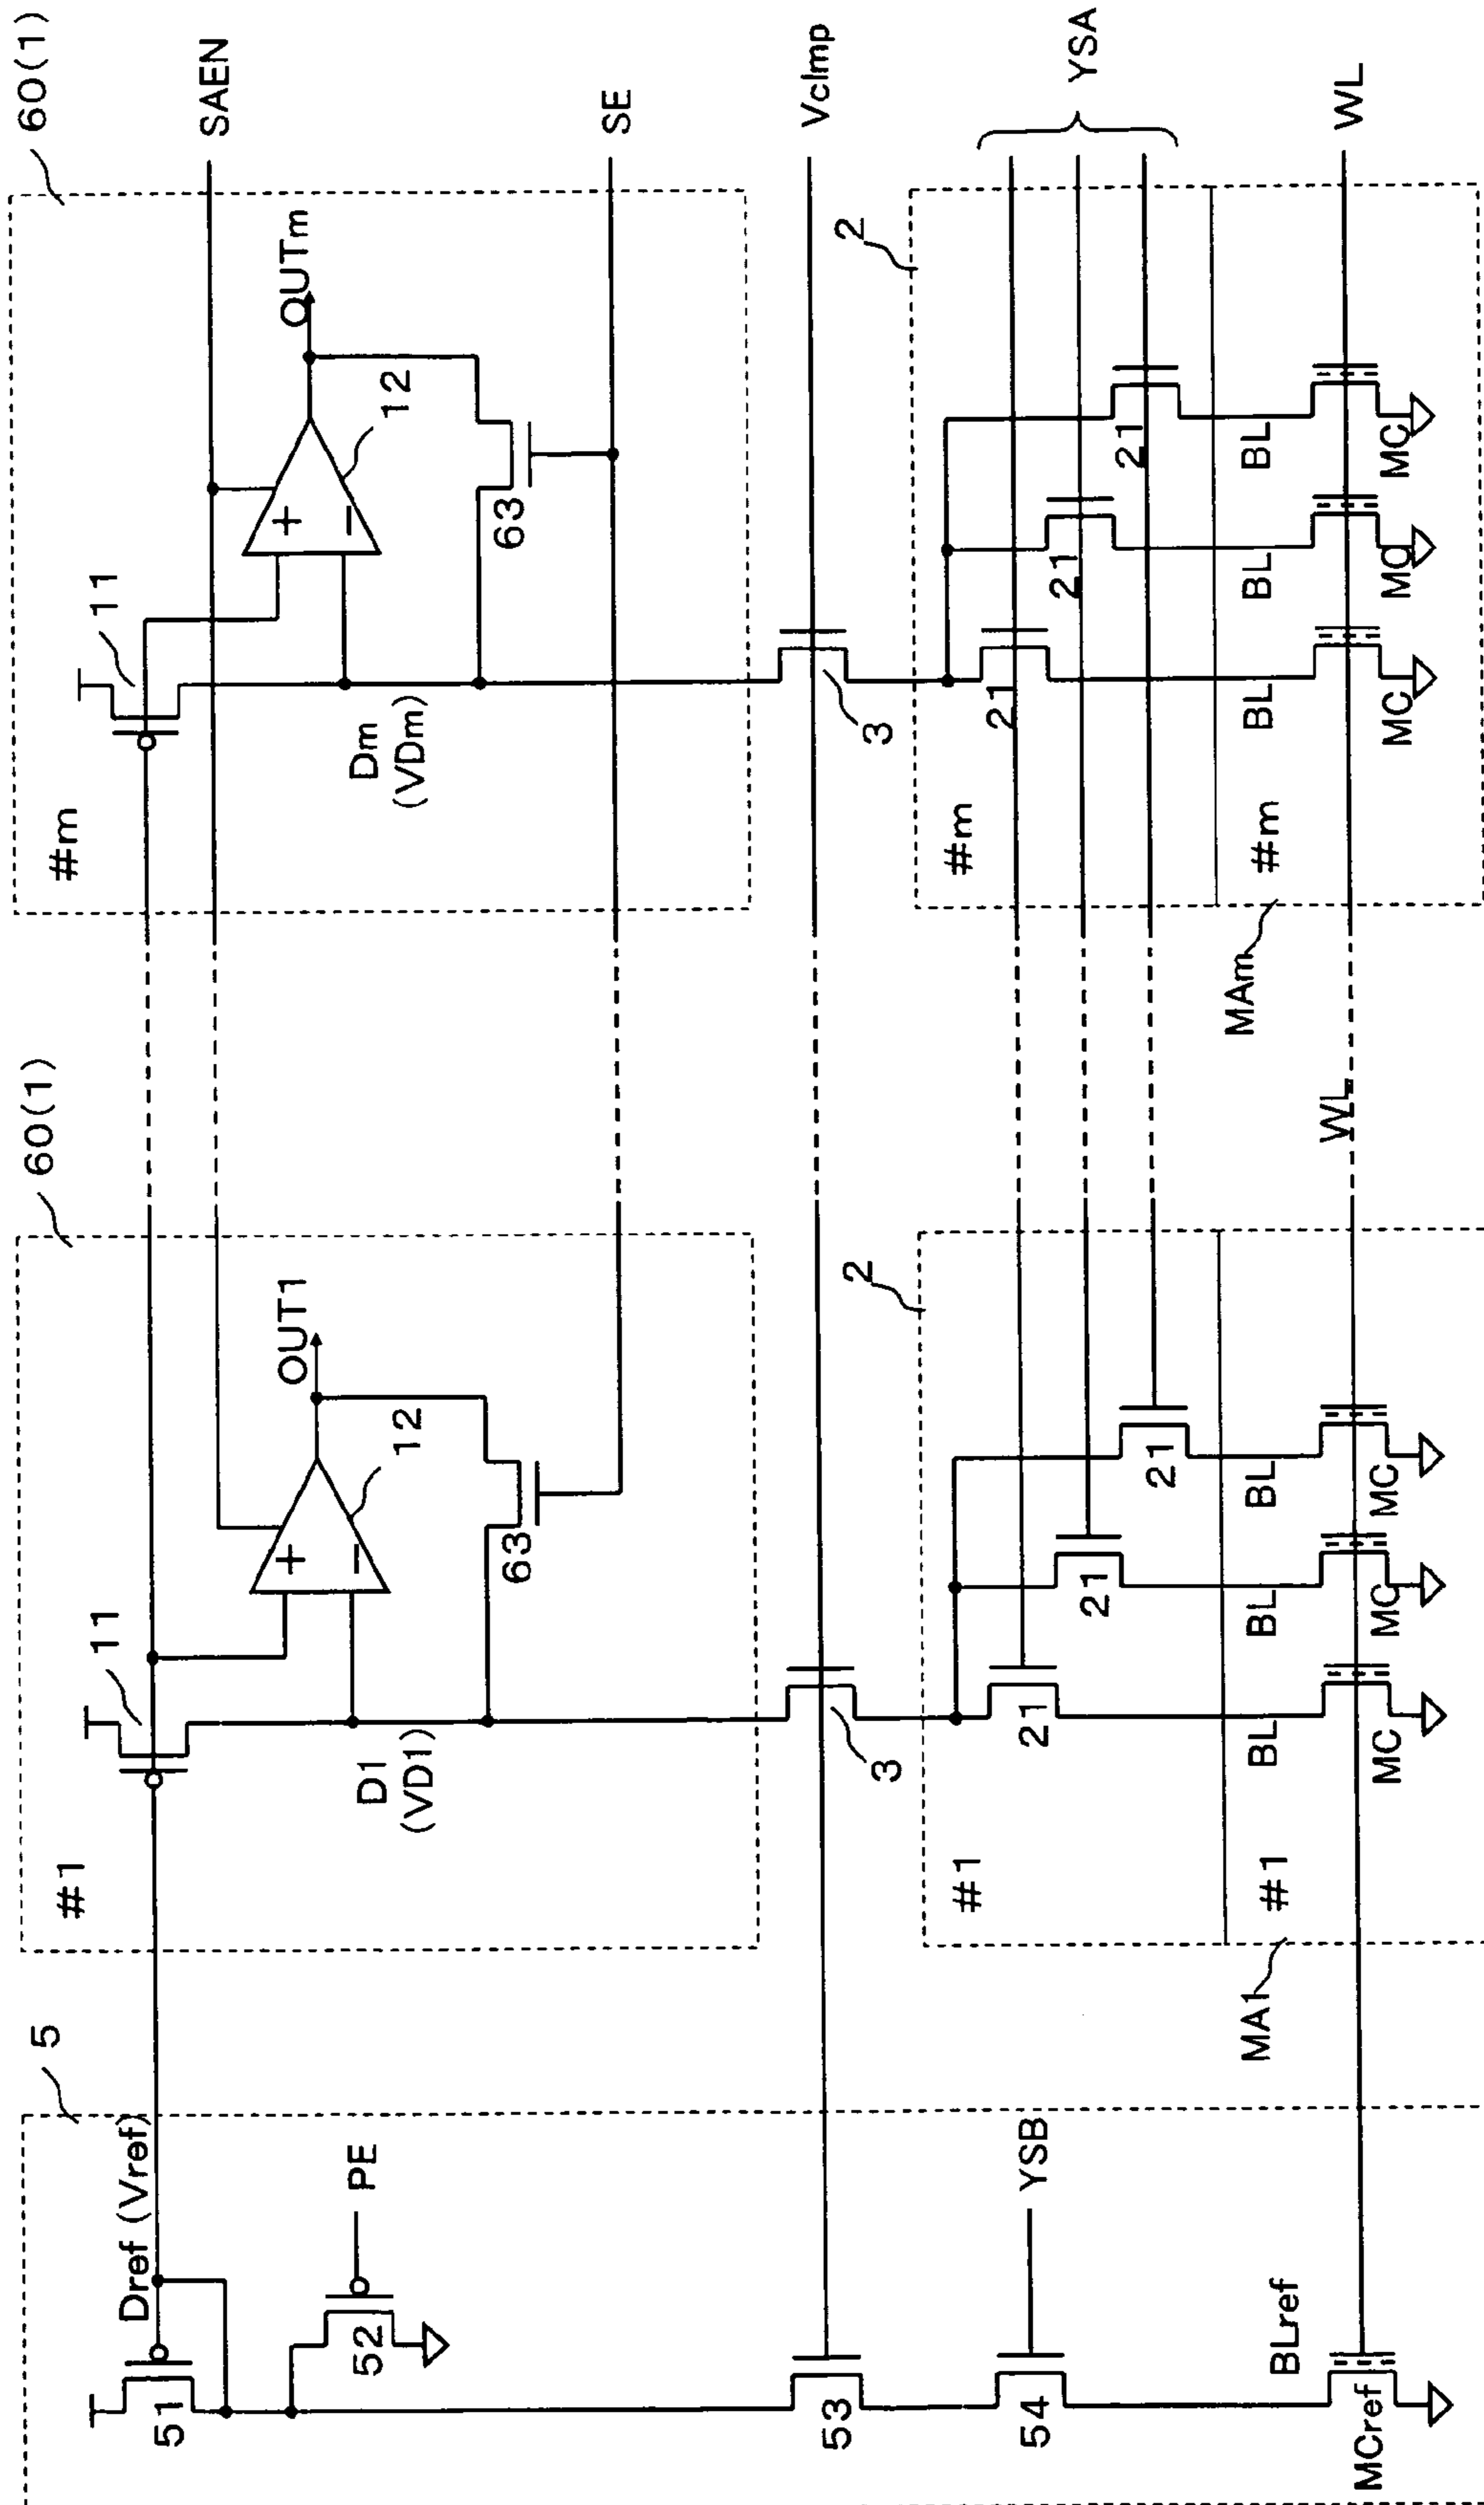 5
Dref (Vref)
51
PE
52
53
YSB
54
BLref
MCref
60(1)
#1
11
OUT1
+
−
12
D1
(VD1)
63
3
2
#1
21
21
21
MA1
#1
BL
BL
BL
MC
MC
MC
WL
60(1)
#m
11
SAEN
OUTm
+
−
12
Dm
(VDm)
63
SE
3
Vclmp
2
#m
21
21
21
YSA
MAm
#m
BL
BL
BL
MC
MC
MC
WL